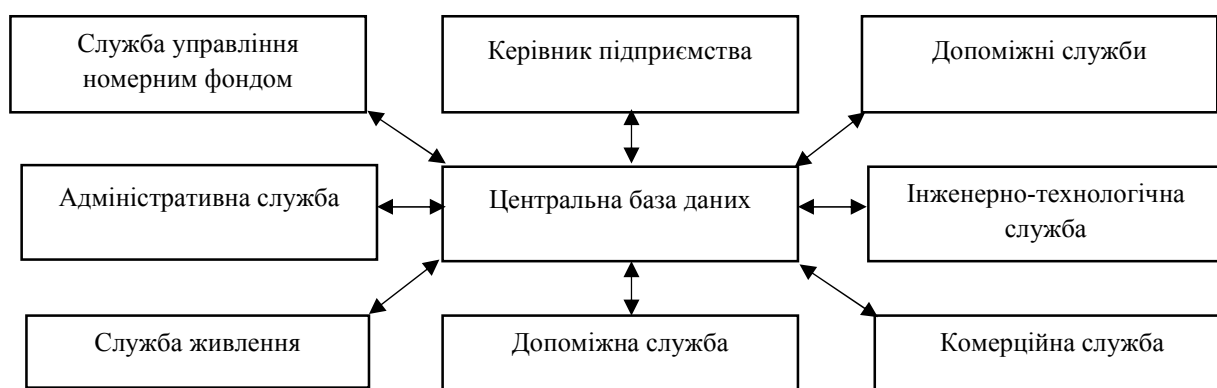 Служба управління
номерним фондом
Керівник підприємства
Допоміжні служби
Адміністративна служба
Центральна база даних
Інженерно-технологічна
служба
Служба живлення
Допоміжна служба
Комерційна служба